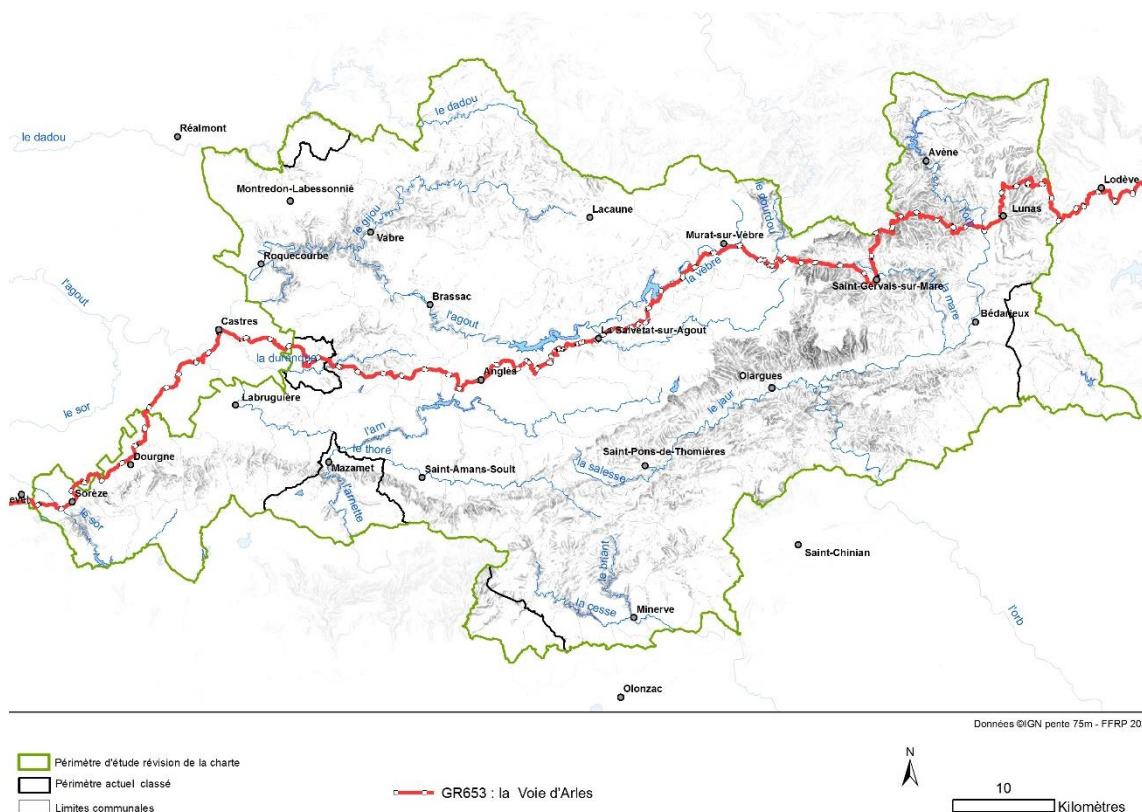 le dadou
Réalmont
le dadou
Avène
Montredon-Labessonnié
Lodève
Lacaune
le dourdou
l'orb
Lunas
le gijou
Vabre
Murat-sur-Vèbre
Roquecourbe
la vèbre
Saint-Gervais-sur-Mare
l'agout
Brassac
mare
Castres
l'agout
La Salvetat-sur-Agout
Bédarieux
la durenque
Anglès
Olargues
le sor
Labruguière
l'arn
le jaur
le thoré
Dourgne
Mazamet
Saint-Amans-Soult
la salesse
Saint-Pons-de-Thomières
Sorèze
l'arnette
le sor
Saint-Chinian
le briant
la cesse
Minerve
l'orb
Olonzac
Données ©IGN pente 75m - FFRP 20
Périmètre d'étude révision de la charte
Périmètre actuel classé
Limites communales
GR653 : la Voie d'Arles
N
10
Kilomètres